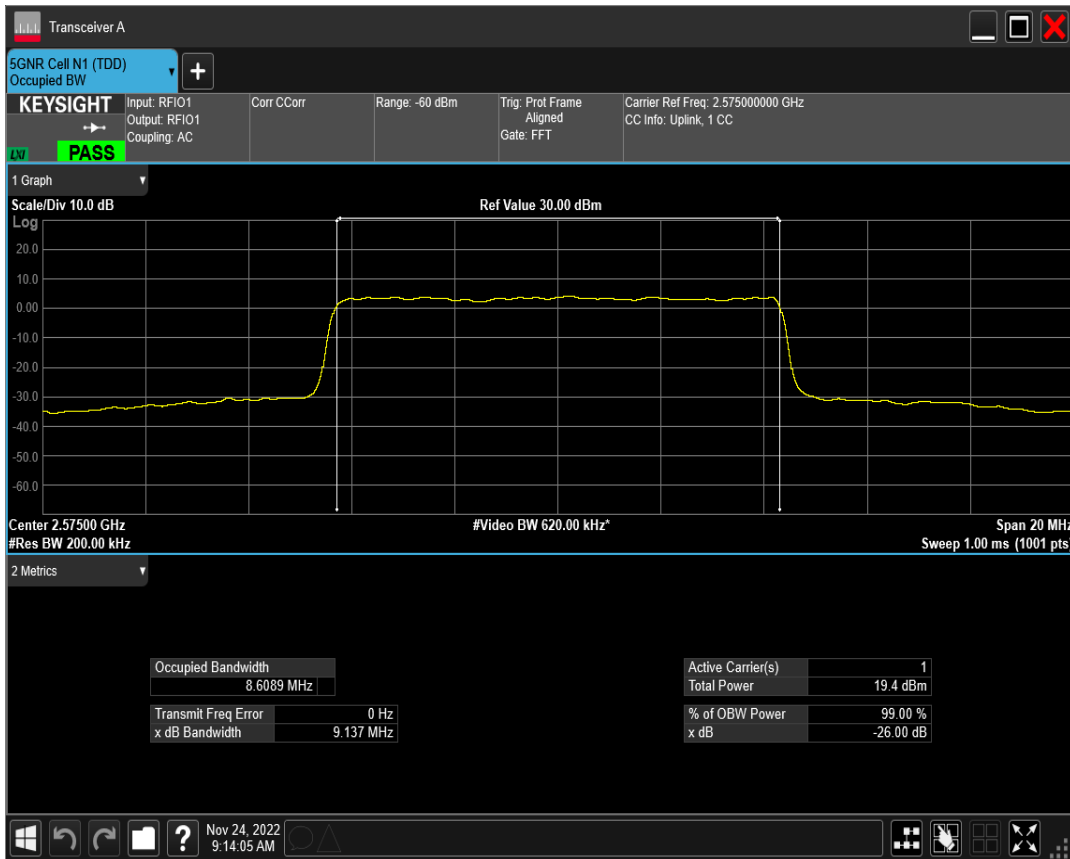 Transceiver A
5GNR Cell N1 (TDD)
Occupied BW
+
KEYSIGHT
LXI
PASS
Input: RFIO1
Output: RFIO1
Coupling: AC
Corr CCorr
Range: -60 dBm
Trig: Prot Frame
Aligned
Gate: FFT
Carrier Ref Freq: 2.575000000 GHz
CC Info: Uplink, 1 CC
1 Graph
Scale/Div 10.0 dB
Ref Value 30.00 dBm
Log
20.0
10.0
0.00
-10.0
-20.0
-30.0
-40.0
-50.0
-60.0
Center 2.57500 GHz
#Video BW 620.00 kHz*
Span 20 MHz
#Res BW 200.00 kHz
Sweep 1.00 ms (1001 pts)
2 Metrics
Occupied Bandwidth
8.6089 MHz
Transmit Freq Error 0 Hz
x dB Bandwidth 9.137 MHz
Active Carrier(s) 1
Total Power 19.4 dBm
% of OBW Power 99.00 %
x dB -26.00 dB
?
Nov 24, 2022
9:14:05 AM